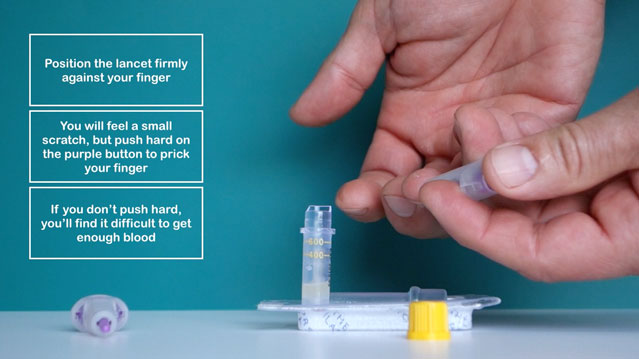 Position the lancet firmly
against your finger
You will feel a small
scratch, but push hard on
the purple button to prick
your finger
If you don't push hard,
you'll find it difficult to get
enough blood
600
400